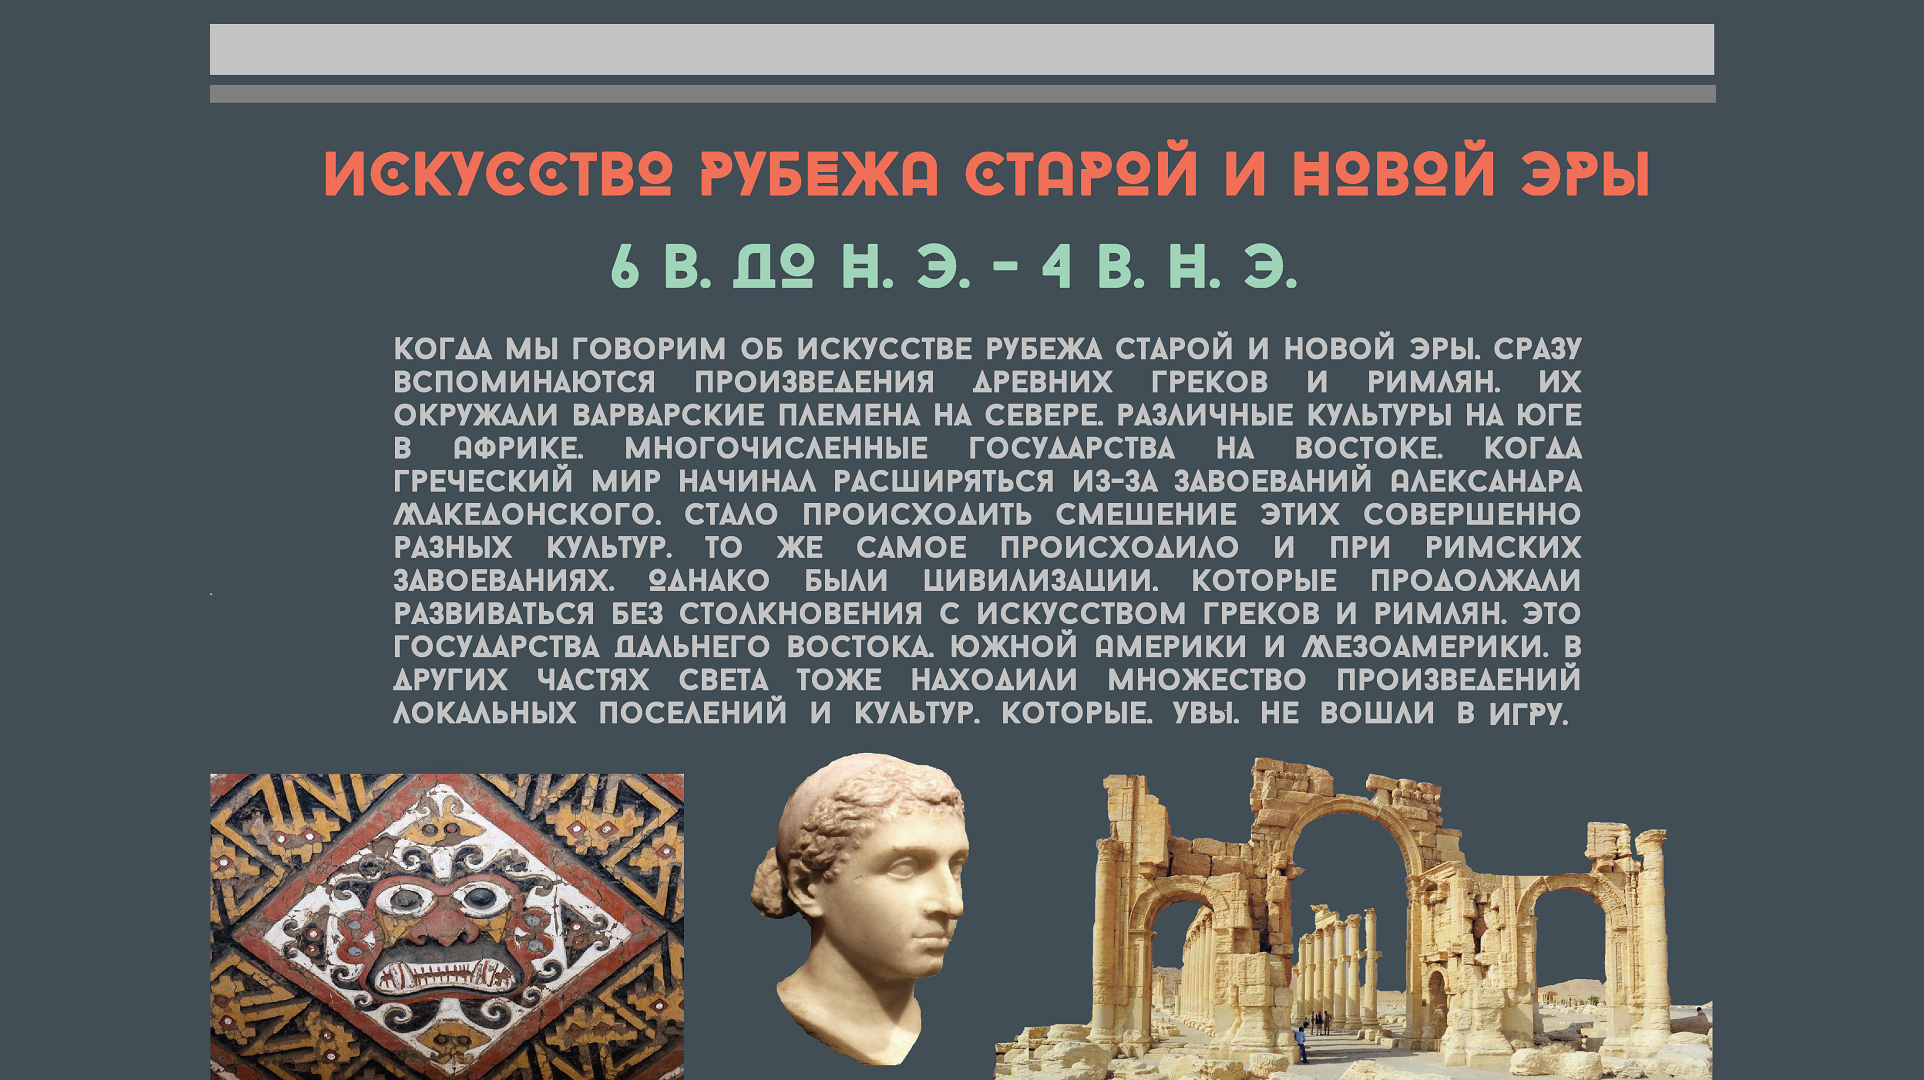 ИСКУССТВО РУБЕЖА СТАРОЙ И НОВОЙ ЭРЫ
6 В. ДО Н. Э. - 4 В. Н. Э.
КОГДА МЫ ГОВОРИМ ОБ ИСКУССТВЕ РУБЕЖА СТАРОЙ И НОВОЙ ЭРЫ. СРАЗУ
ВСПОМИНАЮТСЯ ПРОИЗВЕДЕНИЯ ДРЕВНИХ ГРЕКОВ И РИМЛЯН. ИХ
ОКРУЖАЛИ ВАРВАРСКИЕ ПЛЕМЕНА НА СЕВЕРЕ. РАЗЛИЧНЫЕ КУЛЬТУРЫ НА ЮГЕ
В АФРИКЕ. МНОГОЧИСЛЕННЫЕ ГОСУДАРСТВА НА ВОСТОКЕ. КОГДА
ГРЕЧЕСКИЙ МИР НАЧИНАЛ РАСШИРЯТЬСЯ ИЗ-ЗА ЗАВОЕВАНИЙ АЛЕКСАНДРА
МАКЕДОНСКОГО. СТАЛО ПРОИСХОДИТЬ СМЕШЕНИЕ ЭТИХ СОВЕРШЕННО
РАЗНЫХ КУЛЬТУР. ТО ЖЕ САМОЕ ПРОИСХОДИЛО И ПРИ РИМСКИХ
ЗАВОЕВАНИЯХ. ОДНАКО БЫЛИ ЦИВИЛИЗАЦИИ. КОТОРЫЕ ПРОДОЛЖАЛИ
РАЗВИВАТЬСЯ БЕЗ СТОЛКНОВЕНИЯ С ИСКУССТВОМ ГРЕКОВ И РИМЛЯН. ЭТО
ГОСУДАРСТВА ДАЛЬНЕГО ВОСТОКА. ЮЖНОЙ АМЕРИКИ И МЕЗОАМЕРИКИ. В
ДРУГИХ ЧАСТЯХ СВЕТА ТОЖЕ НАХОДИЛИ МНОЖЕСТВО ПРОИЗВЕДЕНИЙ
ЛОКАЛЬНЫХ ПОСЕЛЕНИЙ И КУЛЬТУР. КОТОРЫЕ. УВЫ. НЕ ВОШЛИ В ИГРУ.